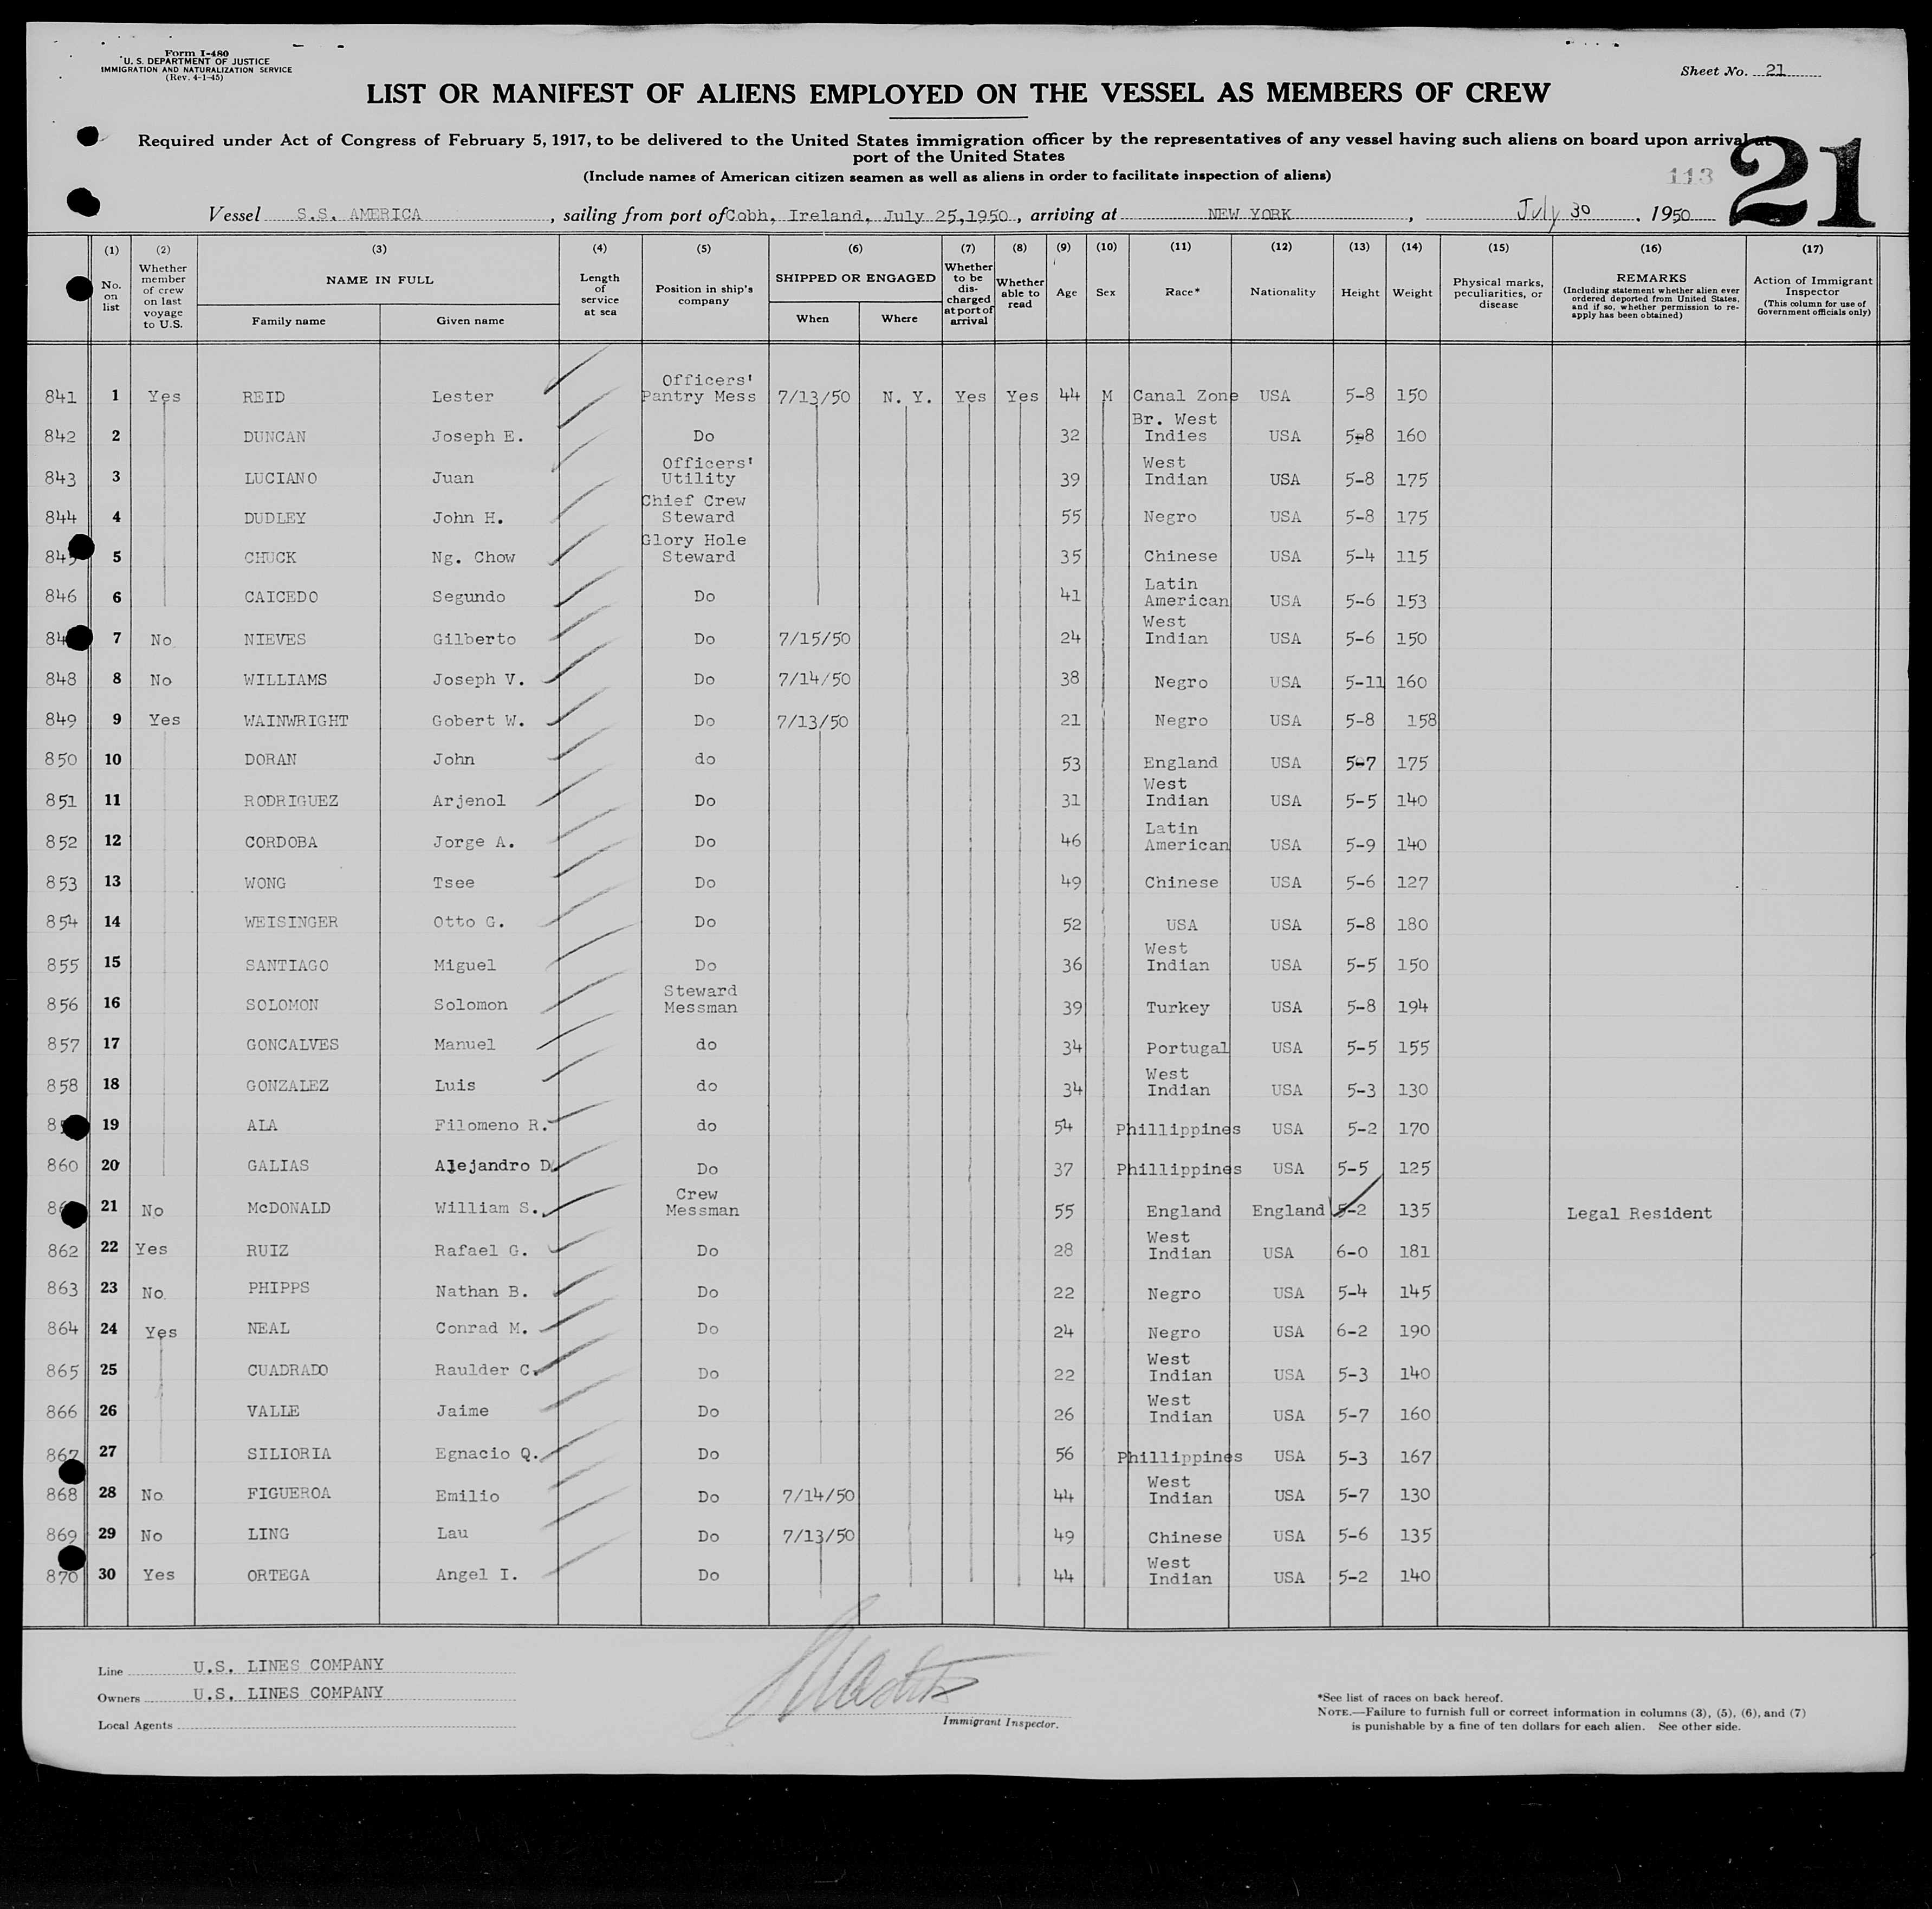 Form I-480
U. S. DEPARTMENT OF JUSTICE
IMMIGRATION AND NATURALIZATION SERVICE
(Rev. 4-1-45)
Sheet No. 21
LIST OR MANIFEST OF ALIENS EMPLOYED ON THE VESSEL AS MEMBERS OF CREW
Required under Act of Congress of February 5, 1917, to be delivered to the United States immigration officer by the representatives of any vessel having such aliens on board upon arrival at
port of the United States
(Include names of American citizen seamen as well as aliens in order to facilitate inspection of aliens)
113
21
Vessel S.S. AMERICA, sailing from port of Cobh, Ireland, July 25,1950, arriving at NEW YORK, July 30, 1950
(1) (2) (3) (4) (5) (6) (7) (8) (9) (10) (11) (12) (13) (14) (15) (16) (17)
No. on list
Whether member of crew on last voyage to U.S.
NAME IN FULL
Family name Given name
Length of service at sea
Position in ship's company
SHIPPED OR ENGAGED
When Where
Whether to be dis-charged at port of arrival
Whether able to read
Age Sex Race* Nationality Height Weight
Physical marks, peculiarities, or disease
REMARKS
(Including statement whether alien ever ordered deported from United States, and if so, whether permission to re-apply has been obtained)
Action of Immigrant Inspector
(This column for use of Government officials only)
841 1 Yes REID Lester Officers' Pantry Mess 7/13/50 N. Y. Yes Yes 44 M Canal Zone USA 5-8 150
842 2 DUNCAN Joseph E. Do 32 Br. West Indies USA 5-8 160
843 3 LUCIANO Juan Officers' Utility 39 West Indian USA 5-8 175
844 4 DUDLEY John H. Chief Crew Steward 55 Negro USA 5-8 175
845 5 CHUCK Ng. Chow Glory Hole Steward 35 Chinese USA 5-4 115
846 6 CAICEDO Segundo Do 41 Latin American USA 5-6 153
7 No NIEVES Gilberto Do 7/15/50 24 West Indian USA 5-6 150
848 8 No WILLIAMS Joseph V. Do 7/14/50 38 Negro USA 5-11 160
849 9 Yes WAINWRIGHT Gobert W. Do 7/13/50 21 Negro USA 5-8 158
850 10 DORAN John do 53 England USA 5-7 175
851 11 RODRIGUEZ Arjenol Do 31 West Indian USA 5-5 140
852 12 CORDOBA Jorge A. Do 46 Latin American USA 5-9 140
853 13 WONG Tsee Do 49 Chinese USA 5-6 127
854 14 WEISINGER Otto G. Do 52 USA USA 5-8 180
855 15 SANTIAGO Miguel Do 36 West Indian USA 5-5 150
856 16 SOLOMON Solomon Steward Messman 39 Turkey USA 5-8 194
857 17 GONCALVES Manuel do 34 Portugal USA 5-5 155
858 18 GONZALEZ Luis do 34 West Indian USA 5-3 130
19 ALA Filomeno R. do 54 Phillippines USA 5-2 170
860 20 GALIAS Alejandro D. Do 37 Phillippines USA 5-5 125
21 No McDONALD William S. Crew Messman 55 England England 5-2 135 Legal Resident
862 22 Yes RUIZ Rafael G. Do 28 West Indian USA 6-0 181
863 23 No PHIPPS Nathan B. Do 22 Negro USA 5-4 145
864 24 Yes NEAL Conrad M. Do 24 Negro USA 6-2 190
865 25 CUADRADO Raulder C. Do 22 West Indian USA 5-3 140
866 26 VALLE Jaime Do 26 West Indian USA 5-7 160
867 27 SILIORIA Egnacio Q. Do 56 Phillippines USA 5-3 167
868 28 No FIGUEROA Emilio Do 7/14/50 44 West Indian USA 5-7 130
869 29 No LING Lau Do 7/13/50 49 Chinese USA 5-6 135
870 30 Yes ORTEGA Angel I. Do 44 West Indian USA 5-2 140
Line U.S. LINES COMPANY
Owners U.S. LINES COMPANY
Local Agents
Immigrant Inspector.
*See list of races on back hereof.
NOTE.—Failure to furnish full or correct information in columns (3), (5), (6), and (7)
is punishable by a fine of ten dollars for each alien. See other side.